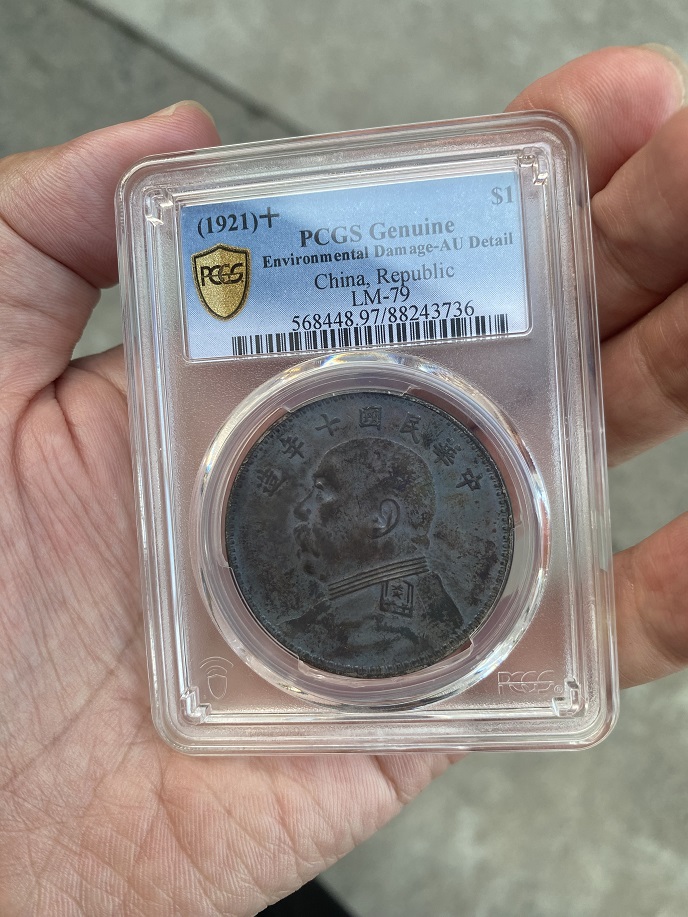 (1921)+
$1
PCGS Genuine
Environmental Damage-AU Detail
PCGS
China, Republic
LM-79
568448.97/88243736
造年十國民華中
PCGS